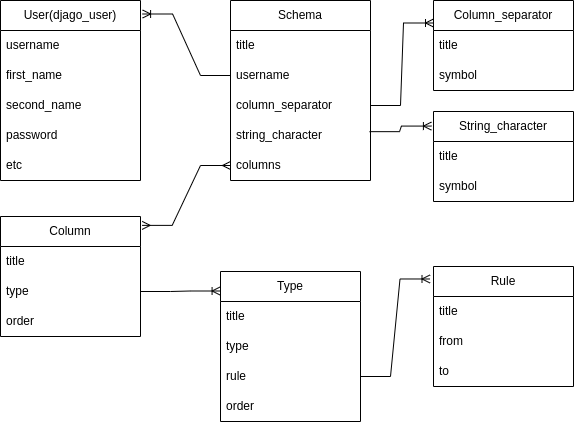 User(djago_user)
username
first_name
second_name
password
etc
Schema
title
username
column_separator
string_character
columns
Column_separator
title
symbol
String_character
title
symbol
Column
title
type
order
Type
title
type
rule
order
Rule
title
from
to